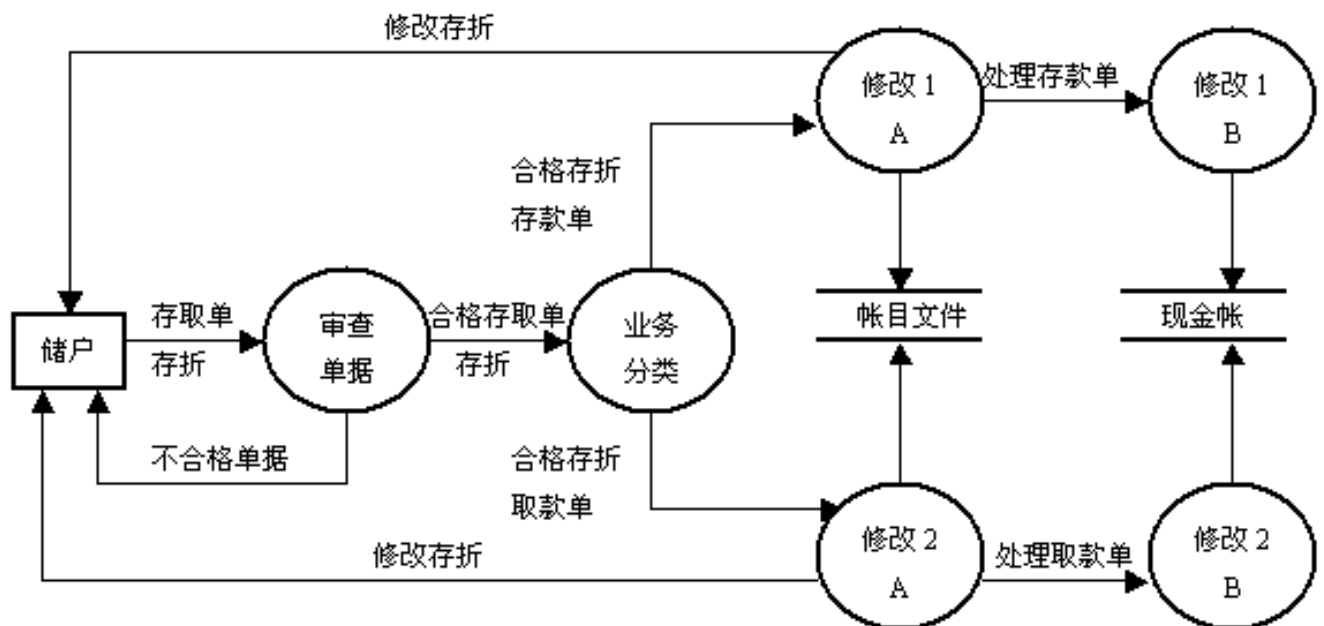 修改存折
修改 1
A
处理存款单
修改 1
B
合格存折
存款单
储户
存取单
存折
审查
单据
合格存取单
存折
业务
分类
帐目文件
现金帐
不合格单据
合格存折
取款单
修改存折
修改 2
A
处理取款单
修改 2
B